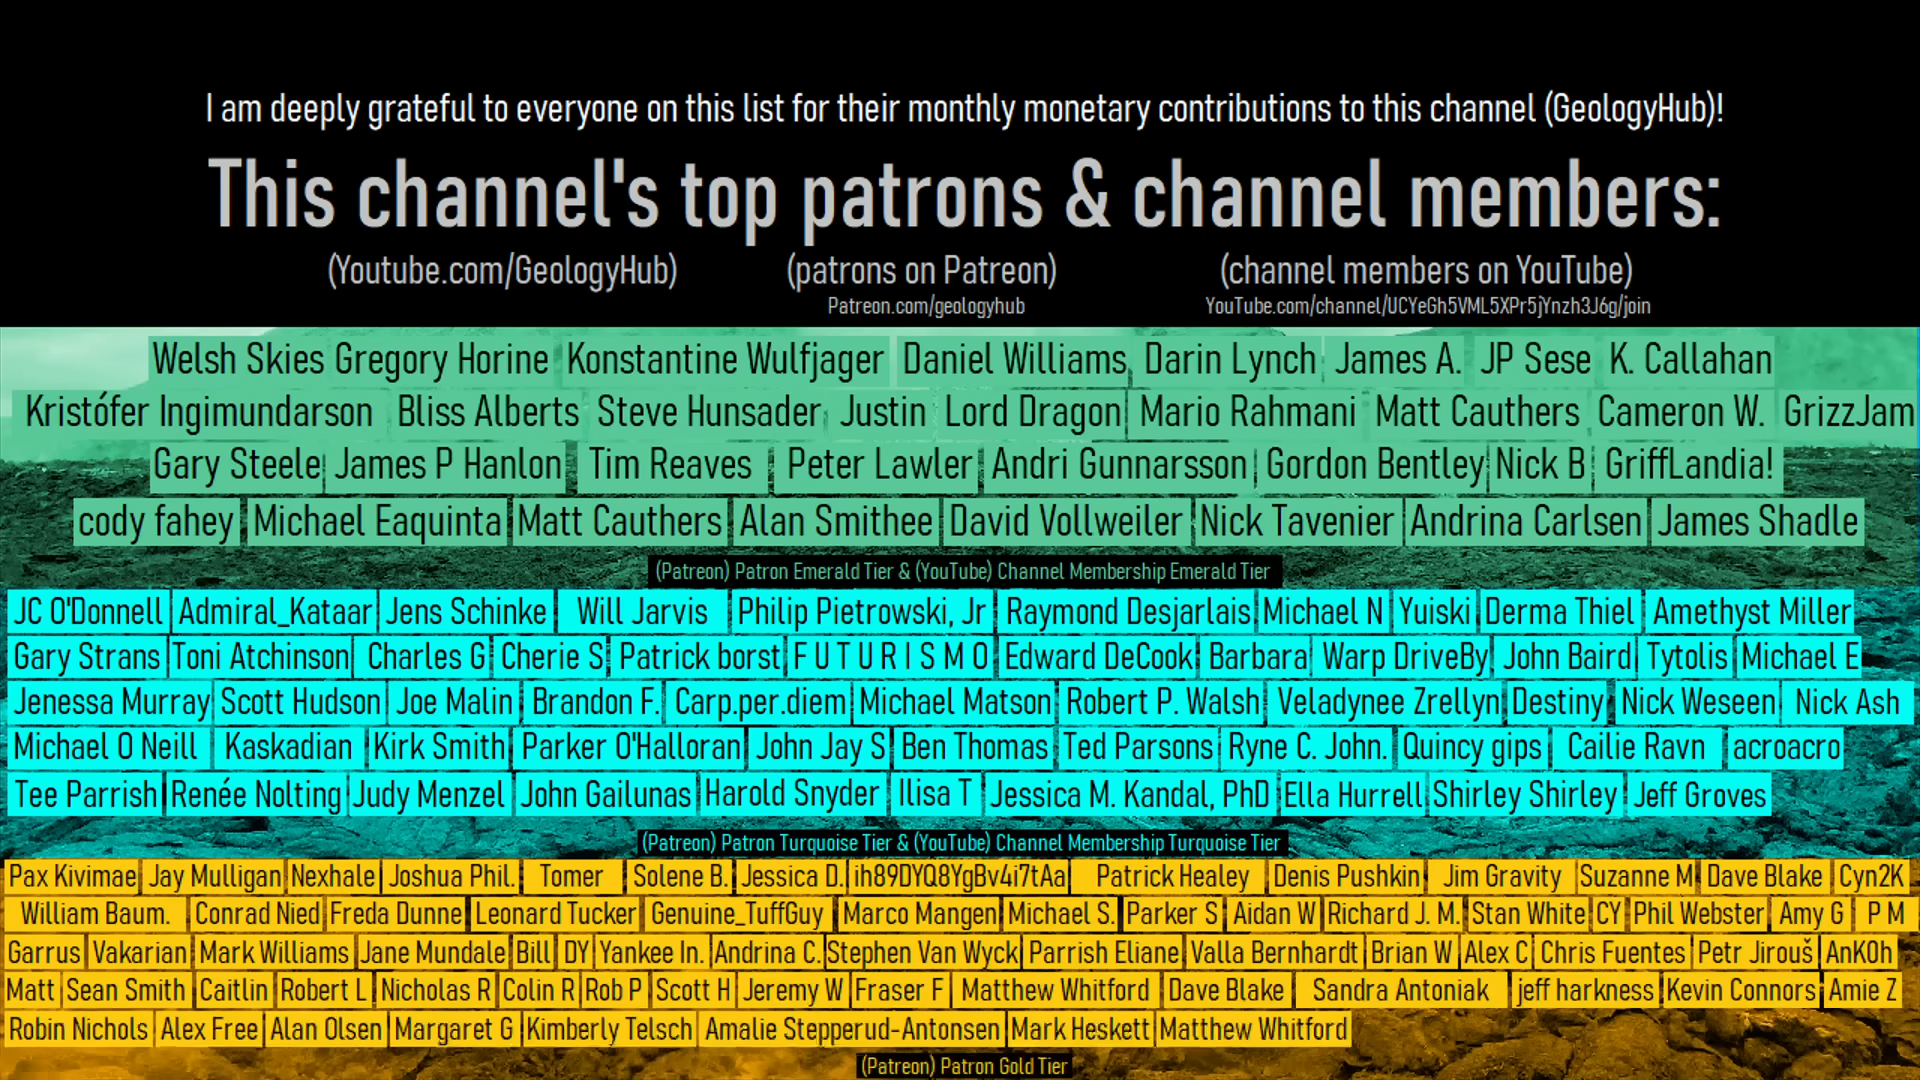 I am deeply grateful to everyone on this list for their monthly monetary contributions to this channel (GeologyHub)!
This channel's top patrons & channel members:
(Youtube.com/GeologyHub) (patrons on Patreon) (channel members on YouTube)
Patreon.com/geologyhub YouTube.com/channel/UCYeGh5VML5XPr5jYnzh3J6g/join
Welsh Skies Gregory Horine Konstantine Wulfjager Daniel Williams Darin Lynch James A. JP Sese K. Callahan
Kristófer Ingimundarson Bliss Alberts Steve Hunsader Justin Lord Dragon Mario Rahmani Matt Cauthers Cameron W. GrizzJam
Gary Steele James P Hanlon Tim Reaves Peter Lawler Andri Gunnarsson Gordon Bentley Nick B GriffLandia!
cody fahey Michael Eaquinta Matt Cauthers Alan Smithee David Vollweiler Nick Tavenier Andrina Carlsen James Shadle
(Patreon) Patron Emerald Tier & (YouTube) Channel Membership Emerald Tier
JC O'Donnell Admiral_Kataar Jens Schinke Will Jarvis Philip Pietrowski, Jr Raymond Desjarlais Michael N Yuiski Derma Thiel Amethyst Miller
Gary Strans Toni Atchinson Charles G Cherie S Patrick borst F U T U R I S M O Edward DeCook Barbara Warp DriveBy John Baird Tytolis Michael E
Jenessa Murray Scott Hudson Joe Malin Brandon F. Carp.per.diem Michael Matson Robert P. Walsh Veladynee Zrellyn Destiny Nick Weseen Nick Ash
Michael O Neill Kaskadian Kirk Smith Parker O'Halloran John Jay S Ben Thomas Ted Parsons Ryne C. John. Quincy gips Cailie Ravn acroacro
Tee Parrish Renée Nolting Judy Menzel John Gailunas Harold Snyder Ilisa T Jessica M. Kandal, PhD Ella Hurrell Shirley Shirley Jeff Groves
(Patreon) Patron Turquoise Tier & (YouTube) Channel Membership Turquoise Tier
Pax Kivimae Jay Mulligan Nexhale Joshua Phil. Tomer Solene B. Jessica D. ih89DYQ8YgBv4i7tAa Patrick Healey Denis Pushkin Jim Gravity Suzanne M Dave Blake Cyn2K
William Baum. Conrad Nied Freda Dunne Leonard Tucker Genuine_TuffGuy Marco Mangen Michael S. Parker S Aidan W Richard J. M. Stan White CY Phil Webster Amy G P M
Garrus Vakarian Mark Williams Jane Mundale Bill DY Yankee In. Andrina C. Stephen Van Wyck Parrish Eliane Valla Bernhardt Brian W Alex C Chris Fuentes Petr Jirouš AnK0h
Matt Sean Smith Caitlin Robert L Nicholas R Colin R Rob P Scott H Jeremy W Fraser F Matthew Whitford Dave Blake Sandra Antoniak jeff harkness Kevin Connors Amie Z
Robin Nichols Alex Free Alan Olsen Margaret G Kimberly Telsch Amalie Stepperud-Antonsen Mark Heskett Matthew Whitford
(Patreon) Patron Gold Tier